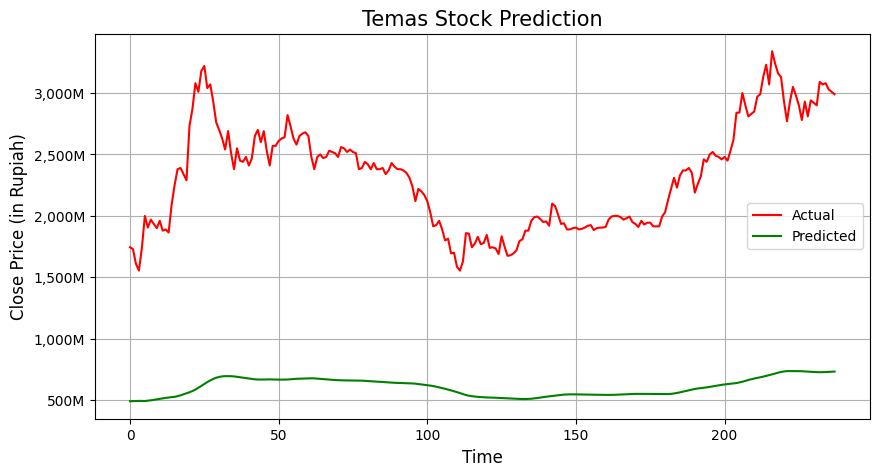 Temas Stock Prediction
Close Price (in Rupiah)
3,000M
2,500M
2,000M
1,500M
1,000M
500M
0
50
100
150
200
Time
Actual
Predicted